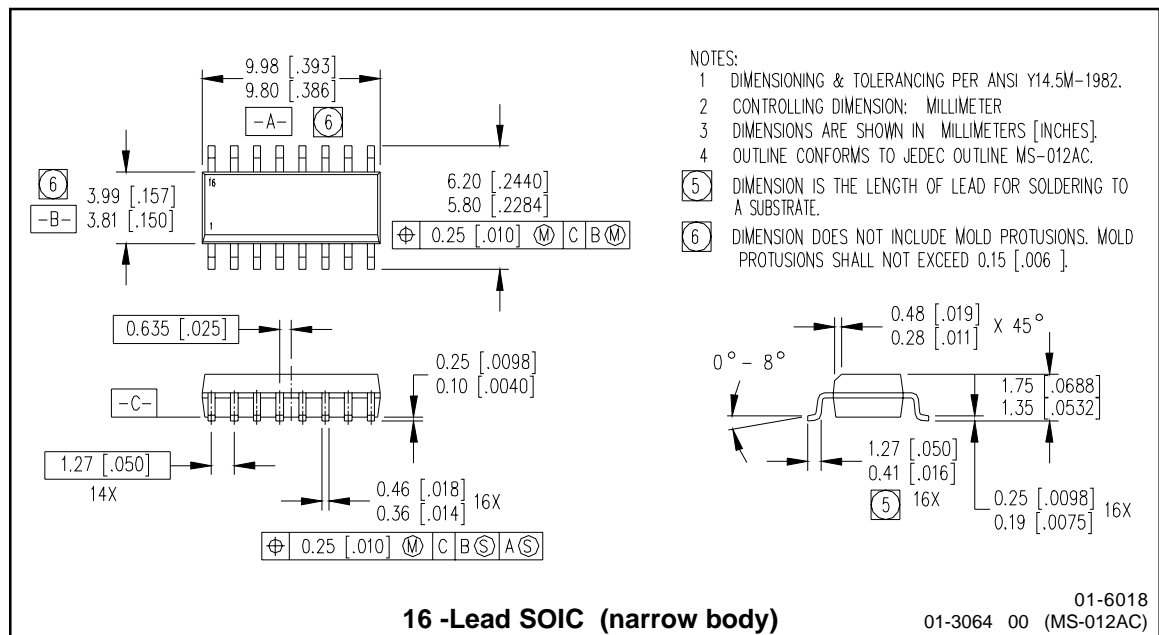 9.98 [.393]
9.80 [.386]
-A- 6
16
1
6
3.99 [.157]
-B- 3.81 [.150]
6.20 [.2440]
5.80 [.2284]
⌖ 0.25 [.010] Ⓜ C B Ⓜ
NOTES:
1 DIMENSIONING & TOLERANCING PER ANSI Y14.5M-1982.
2 CONTROLLING DIMENSION: MILLIMETER
3 DIMENSIONS ARE SHOWN IN MILLIMETERS [INCHES].
4 OUTLINE CONFORMS TO JEDEC OUTLINE MS-012AC.
5 DIMENSION IS THE LENGTH OF LEAD FOR SOLDERING TO
A SUBSTRATE.
6 DIMENSION DOES NOT INCLUDE MOLD PROTUSIONS. MOLD
PROTUSIONS SHALL NOT EXCEED 0.15 [.006 ].
0.635 [.025]
0.25 [.0098]
0.10 [.0040]
-C-
1.27 [.050]
14X
0.46 [.018]
0.36 [.014] 16X
⌖ 0.25 [.010] Ⓜ C B Ⓢ A Ⓢ
0.48 [.019]
0.28 [.011] X 45°
0° - 8°
1.75 [.0688
1.35 [.0532
1.27 [.050]
0.41 [.016]
5 16X
0.25 [.0098]
0.19 [.0075] 16X
16 -Lead SOIC (narrow body)
01-6018
01-3064 00 (MS-012AC)